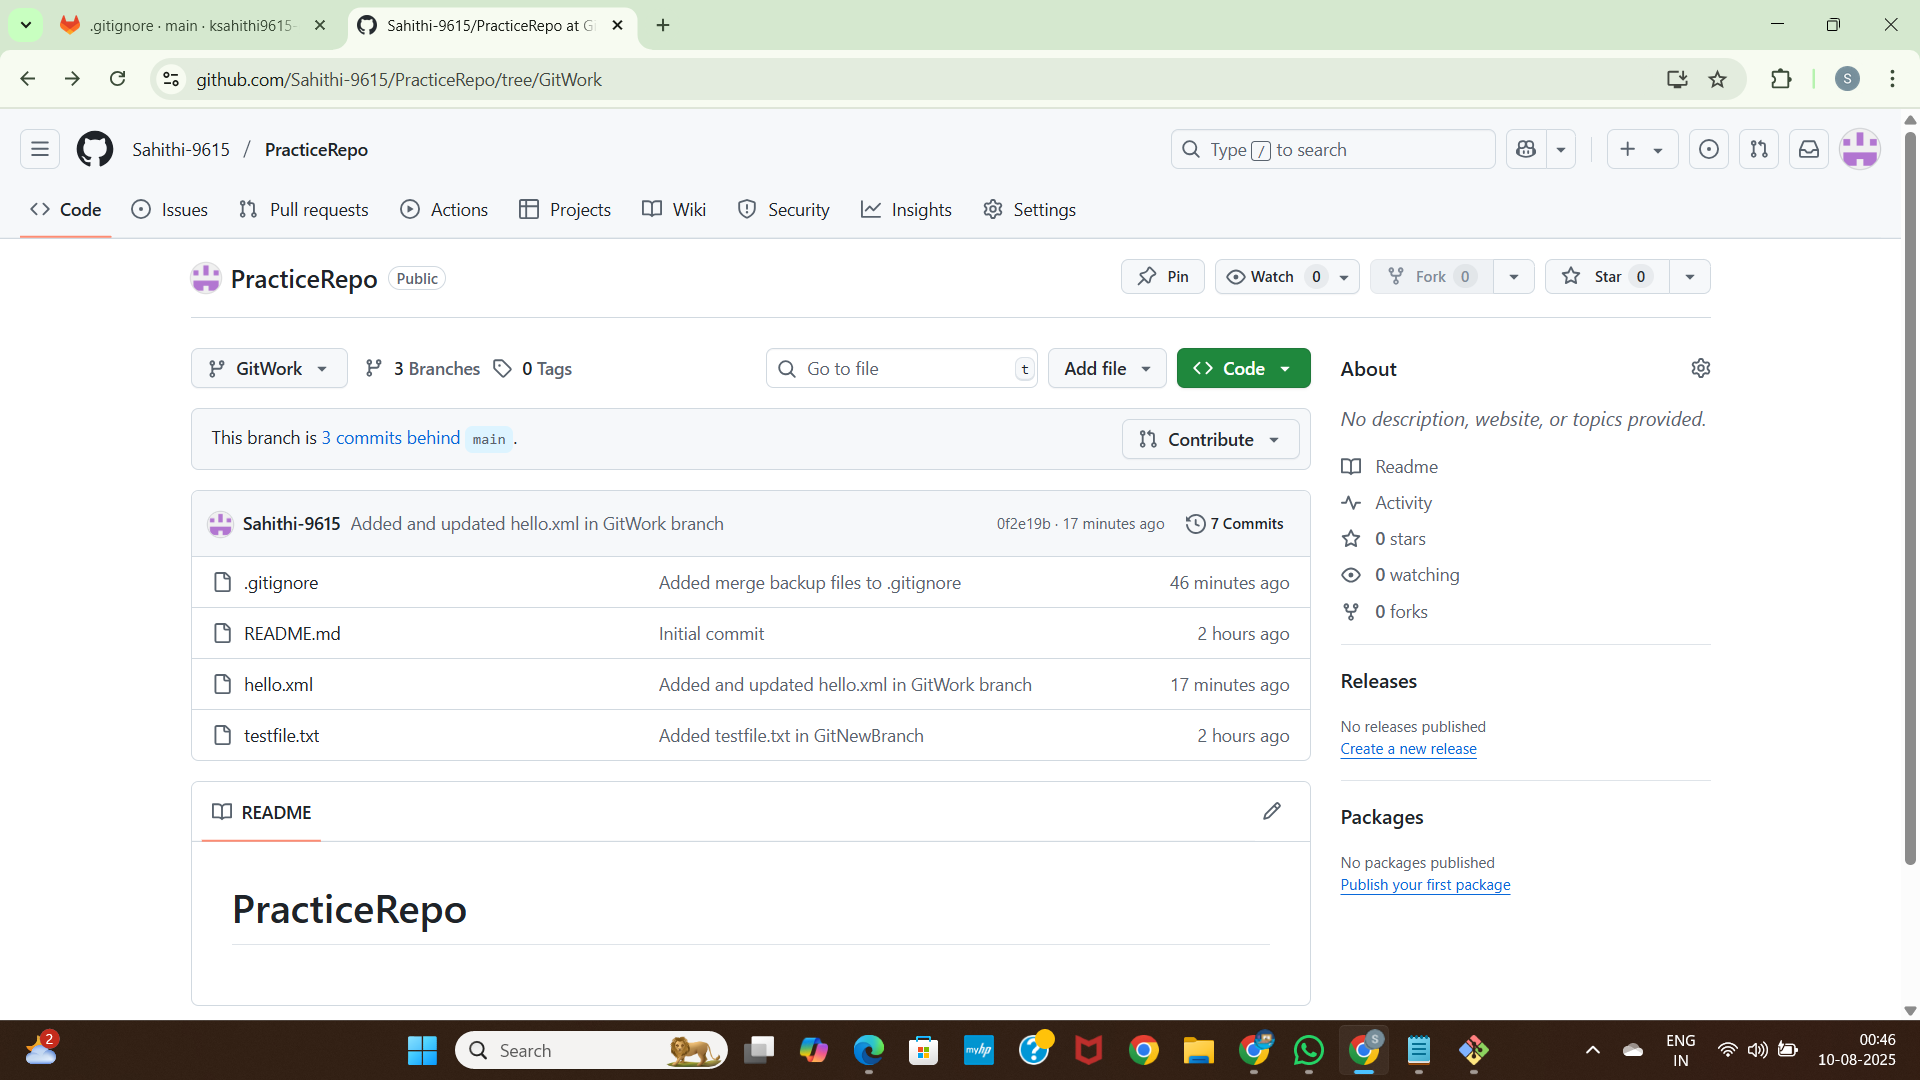 .gitignore · main · ksahithi9615-
Sahithi-9615/PracticeRepo at Gi
github.com/Sahithi-9615/PracticeRepo/tree/GitWork
S
Sahithi-9615 / PracticeRepo
Type / to search
Code
Issues
Pull requests
Actions
Projects
Wiki
Security
Insights
Settings
PracticeRepo
Public
Pin
Watch 0
Fork 0
Star 0
GitWork
3 Branches
0 Tags
Go to file
t
Add file
Code
This branch is 3 commits behind main .
Contribute
Sahithi-9615 Added and updated hello.xml in GitWork branch
0f2e19b · 17 minutes ago
7 Commits
.gitignore
Added merge backup files to .gitignore
46 minutes ago
README.md
Initial commit
2 hours ago
hello.xml
Added and updated hello.xml in GitWork branch
17 minutes ago
testfile.txt
Added testfile.txt in GitNewBranch
2 hours ago
README
PracticeRepo
About
No description, website, or topics provided.
Readme
Activity
0 stars
0 watching
0 forks
Releases
No releases published
Create a new release
Packages
No packages published
Publish your first package
2
Search
myhp
S
ENG
IN
00:46
10-08-2025